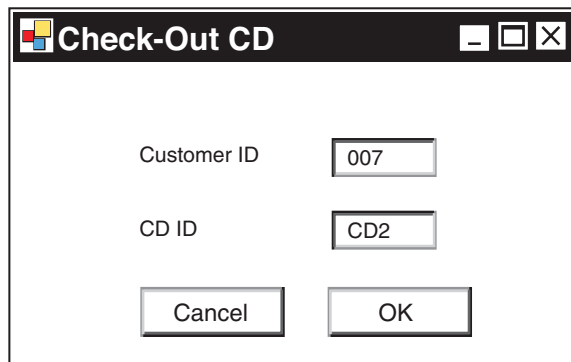 Check-Out CD
Customer ID 007
CD ID CD2
Cancel OK